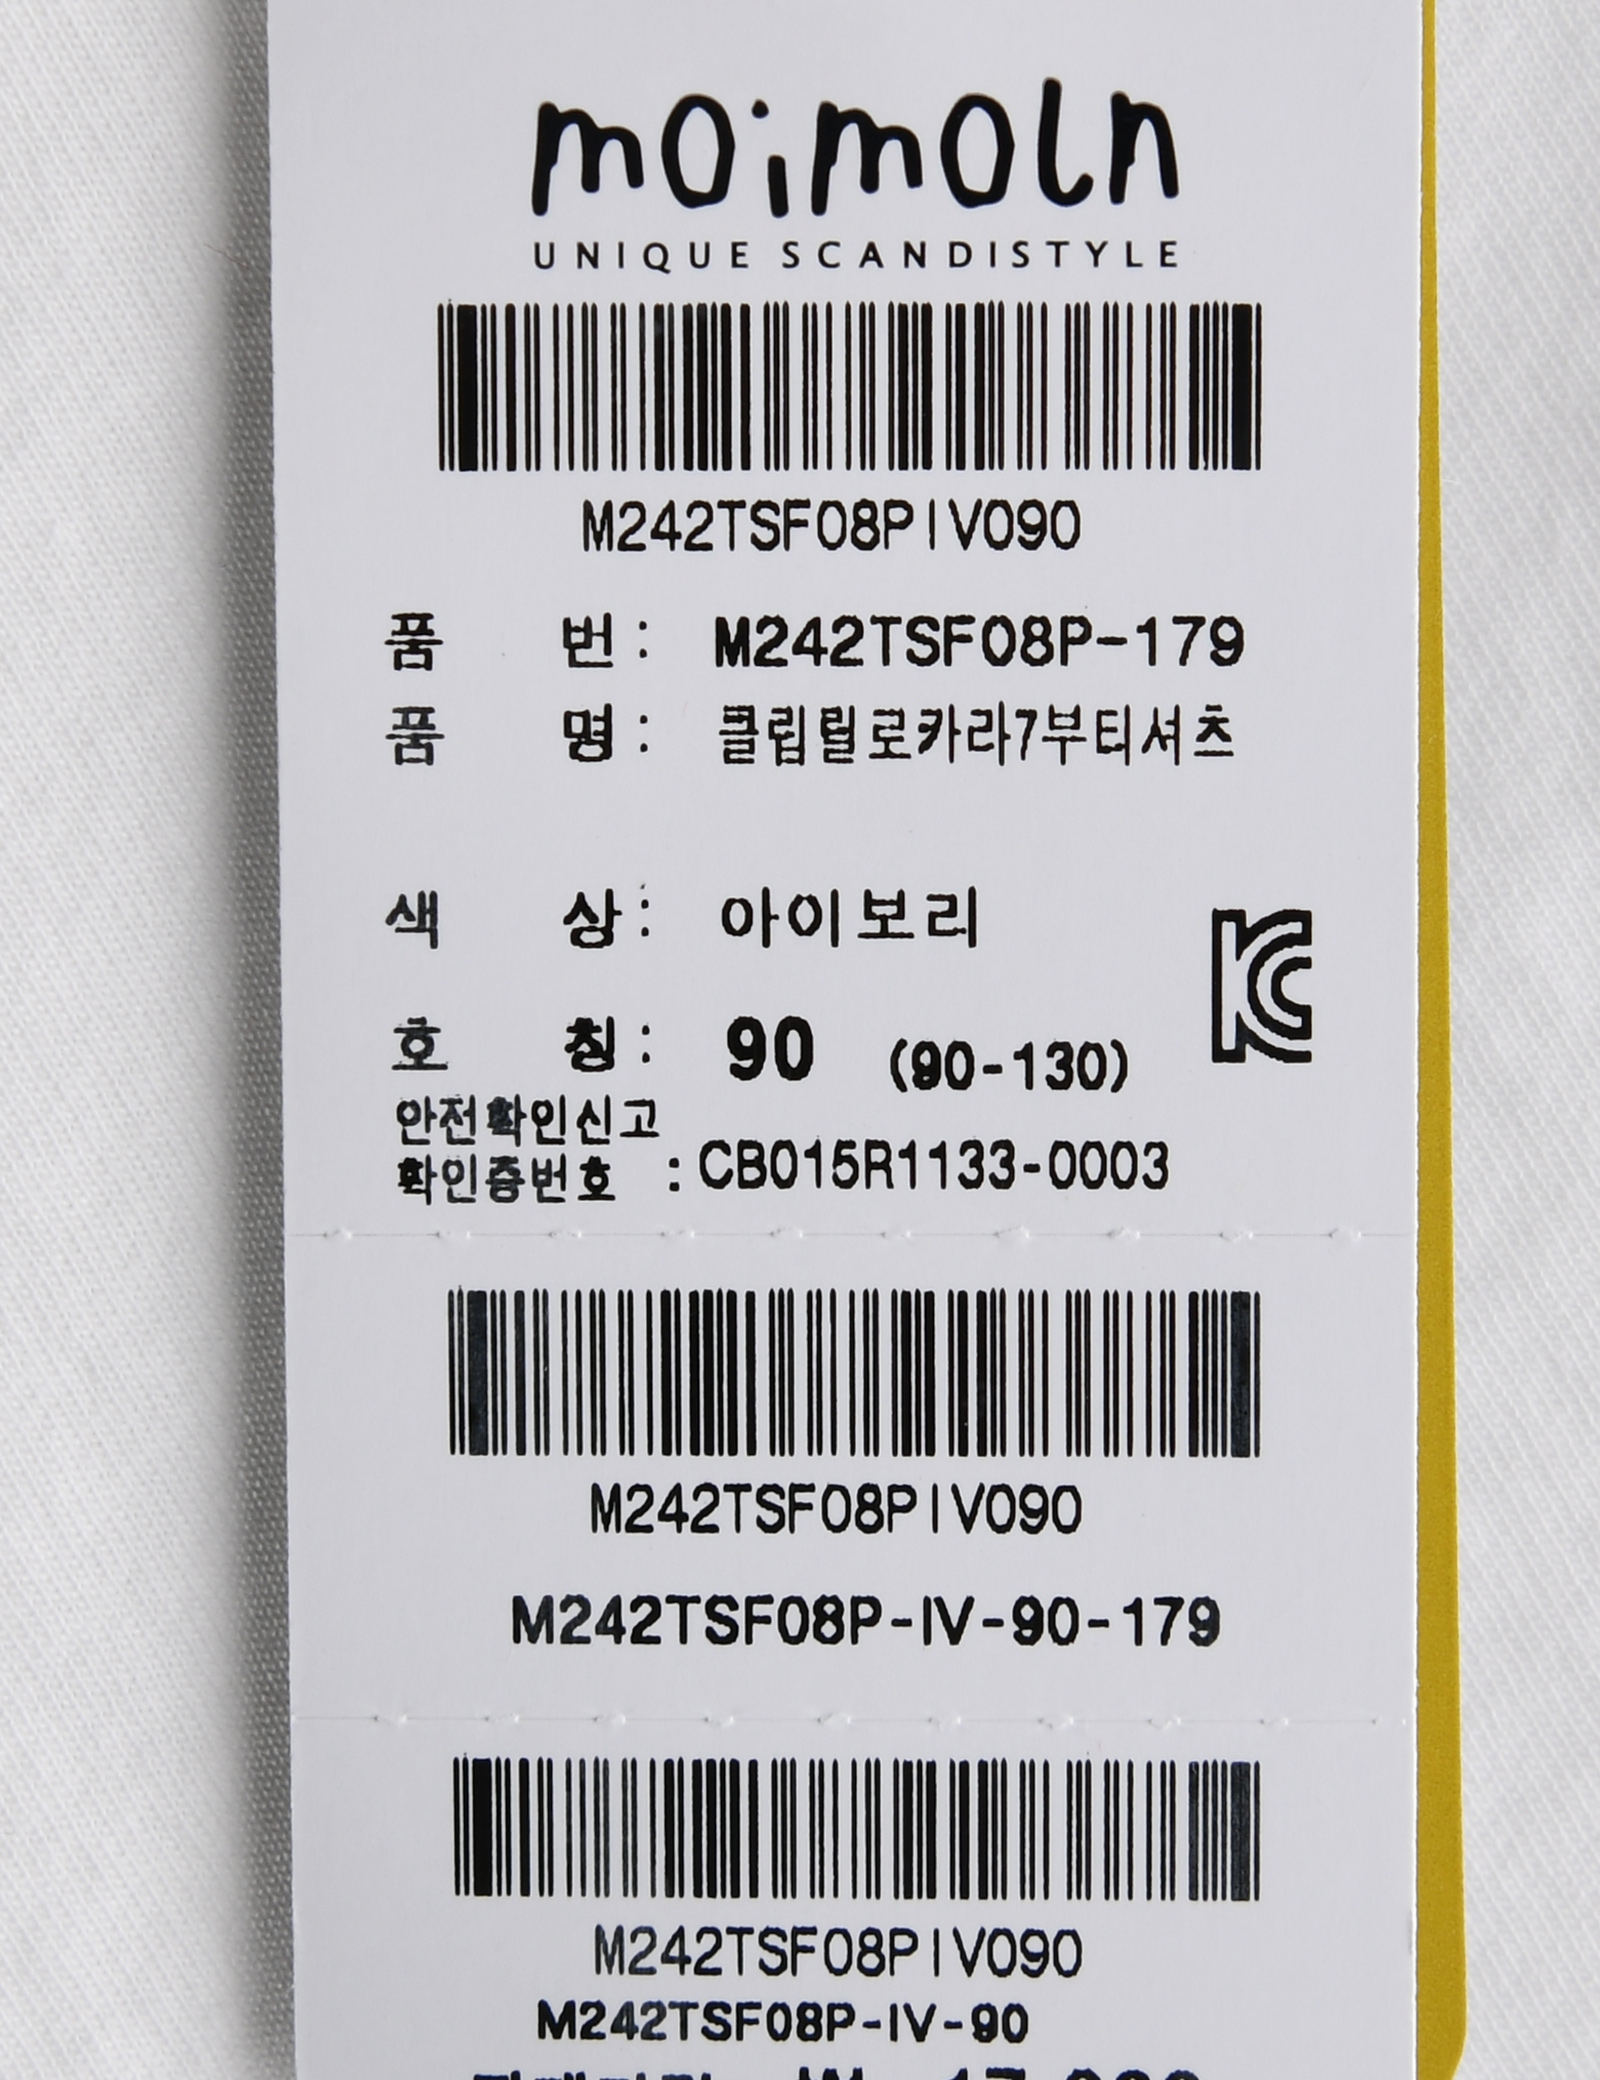 moimoln
UNIQUE SCANDISTYLE
M242TSF08PIV090
품 번 : M242TSF08P-179
품 명 : 클립릴로카라7부티셔츠
색 상 : 아이보리
호 칭 : 90 (90-130)
안전확인신고
확인증번호 : CB015R1133-0003
M242TSF08PIV090
M242TSF08P-IV-90-179
M242TSF08PIV090
M242TSF08P-IV-90